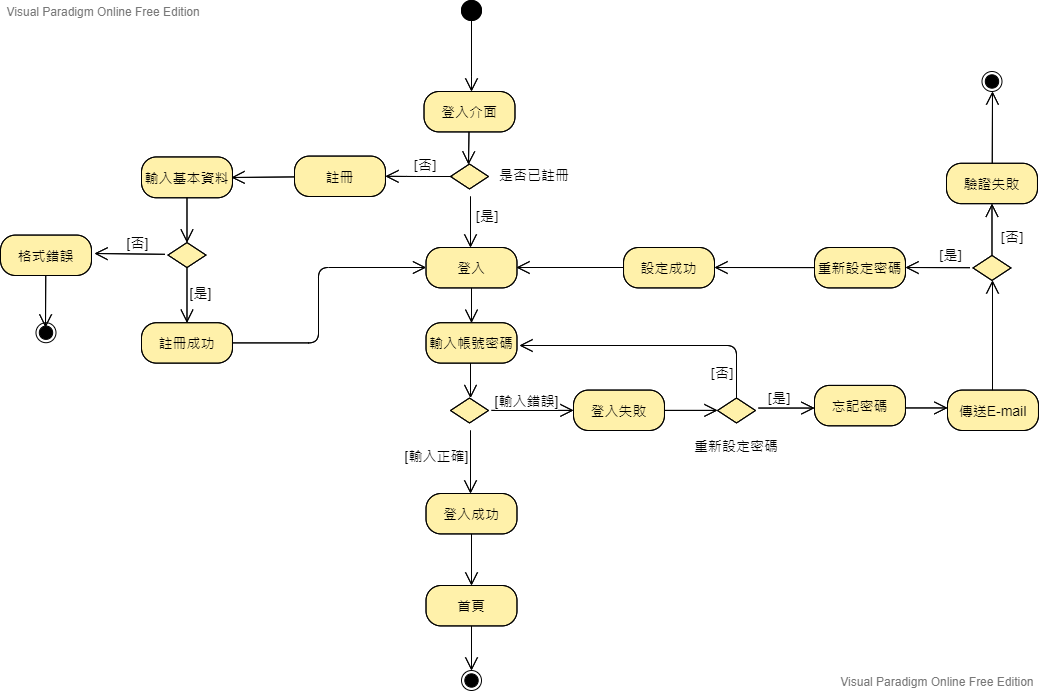 Visual Paradigm Online Free Edition
登入介面
是否已註冊
[否]
註冊
輸入基本資料
[是]
[否]
格式錯誤
[是]
註冊成功
登入
設定成功
重新設定密碼
[是]
[否]
驗證失敗
輸入帳號密碼
[輸入錯誤]
登入失敗
[否]
重新設定密碼
[是]
忘記密碼
傳送E-mail
[輸入正確]
登入成功
首頁
Visual Paradigm Online Free Edition